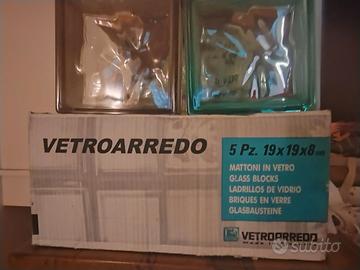 VETROARREDO
5 Pz. 19x19x8
MATTONI IN VETRO
GLASS BLOCKS
LADRILLOS DE VIDRIO
BRIQUES EN VERRE
GLASBAUSTEINE
VETROARREDO
subito